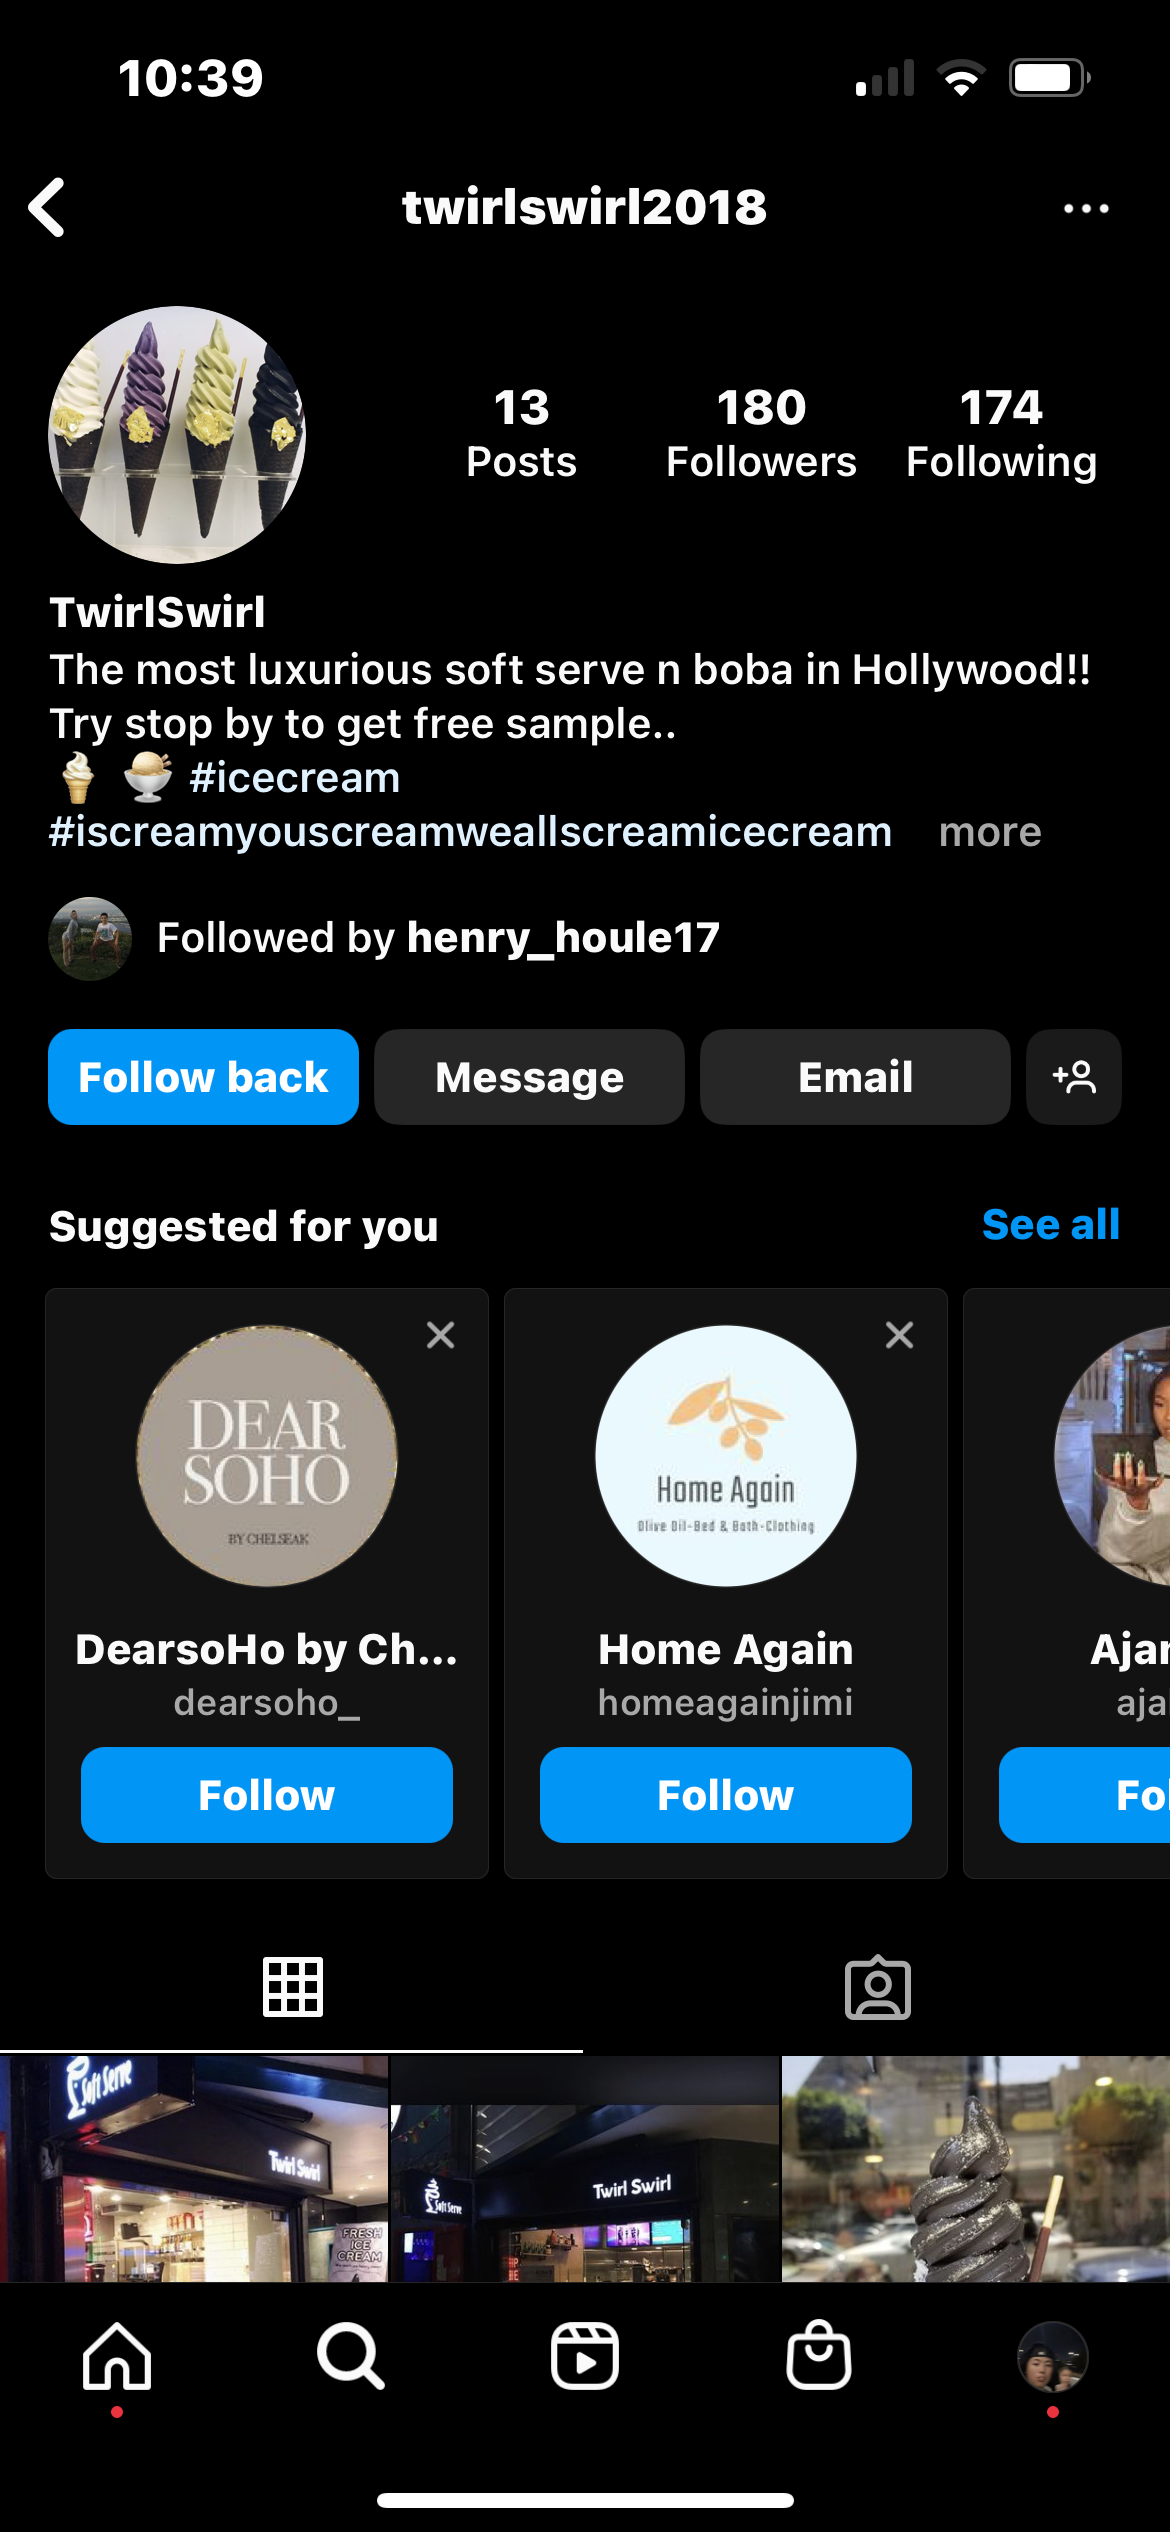 10:39
twirlswirl2018
13
Posts
180
Followers
174
Following
TwirlSwirl
The most luxurious soft serve n boba in Hollywood!!
Try stop by to get free sample..
🍦 🍨 #icecream
#iscreamyouscreamweallscreamicecream more
Followed by henry_houle17
Follow back
Message
Email
Suggested for you
See all
DEAR
SOHO
BY CHELSEAK
DearsoHo by Ch...
dearsoho_
Follow
Home Again
Olive Oil-Bed & Bath-Clothing
Home Again
homeagainjimi
Follow
Ajar
aja
Fol
Soft Serve
Twirl Swirl
FRESH
ICE
CREAM
Soft Serve
Twirl Swirl